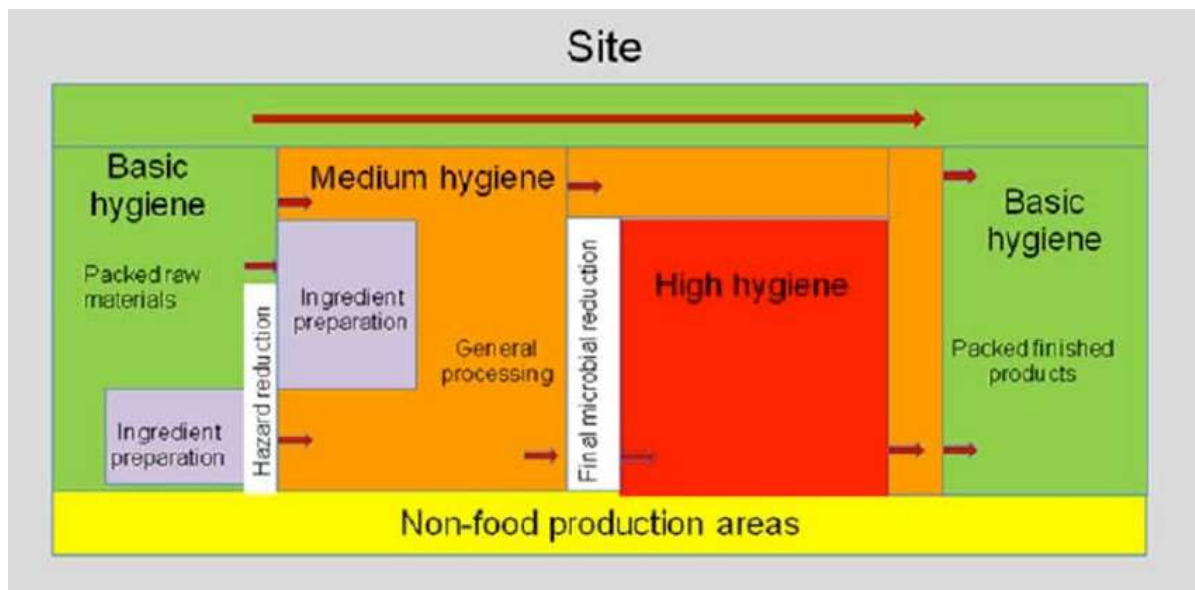 Site
Basic
hygiene
Packed raw
materials
Ingredient
preparation
Hazard reduction
Medium hygiene
Ingredient
preparation
General
processing
Final microbial reduction
High hygiene
Basic
hygiene
Packed finished
products
Non-food production areas